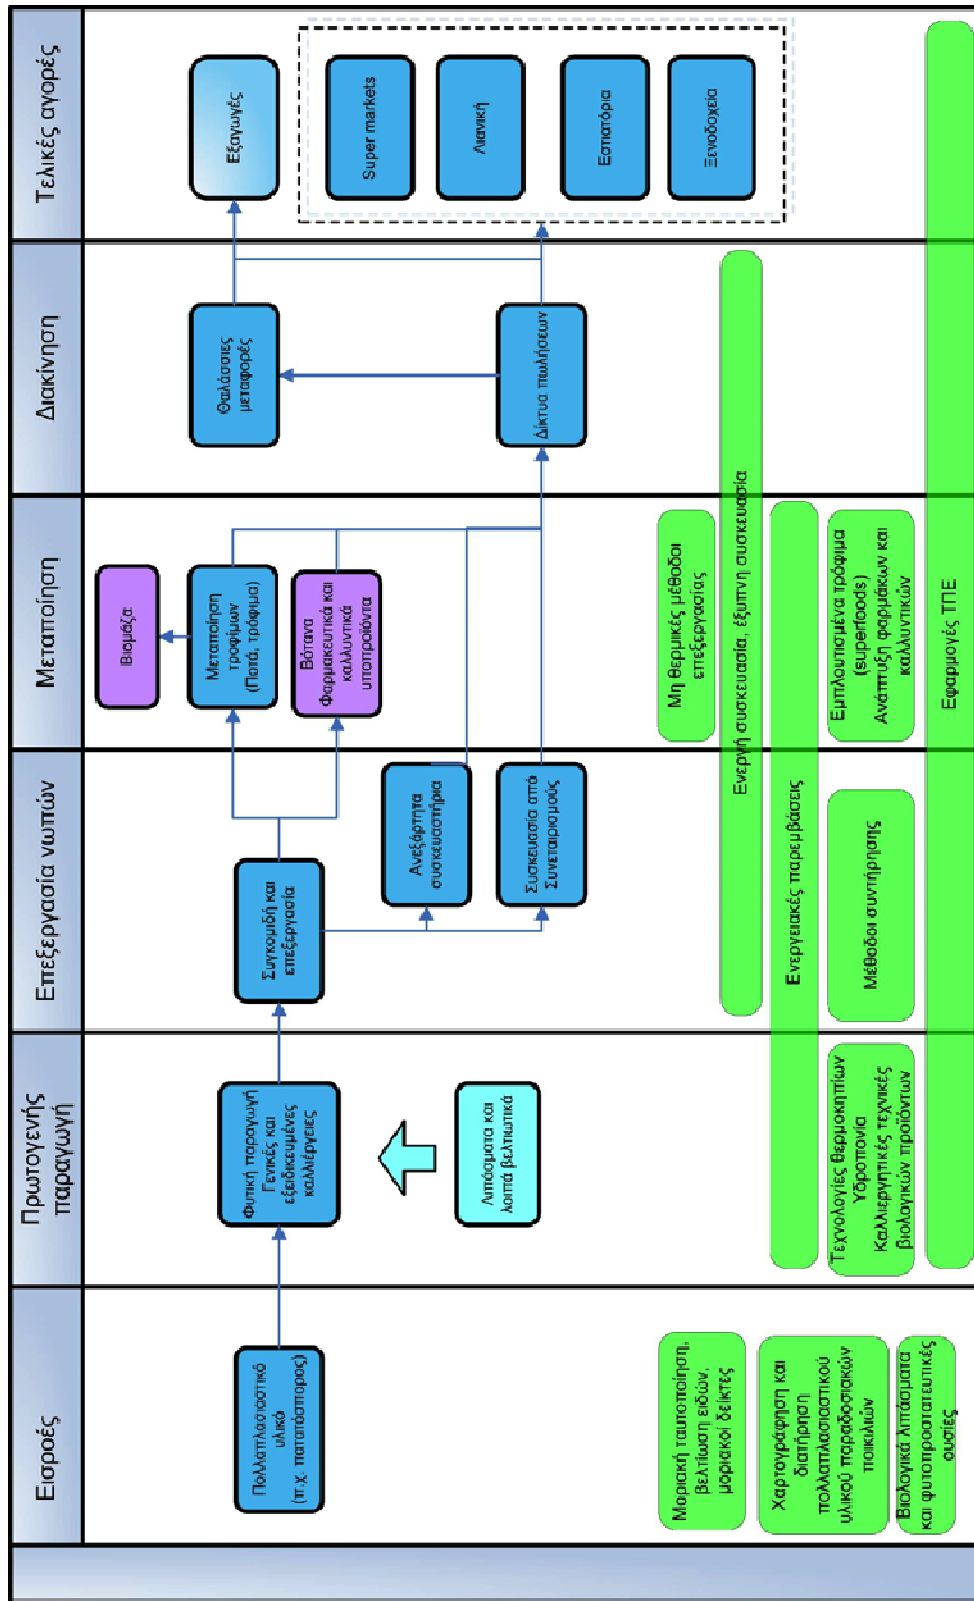 Εισροές
Πρωτογενής
παραγωγή
Επεξεργασία νωπών
Μεταποίηση
Διακίνηση
Τελικές αγορές
Πολλαπλασιαστικό
υλικό
(π.χ. πατατόσπορος)
Φυτική παραγωγή
Γενικές και
εξειδικευμένες
καλλιέργειες
Λιπάσματα και
λοιπά βελτιωτικά
Συγκομιδή και
επεξεργασία
Ανεξάρτητα
συσκευαστήρια
Συσκευασία από
Συνεταιρισμούς
Βιομάζα
Μεταποίηση
τροφίμων
(Ποτά, τρόφιμα)
Βότανα
Φαρμακευτικά και
καλλυντικά
υποπροϊόντα
Θαλάσσιες
μεταφορές
Δίκτυα πωλήσεων
Εξαγωγές
Super markets
Λιανική
Εστιατόρια
Ξενοδοχεία
Μοριακή ταυτοποίηση,
βελτίωση ειδών,
μοριακοί δείκτες
Χαρτογράφηση και
διατήρηση
πολλαπλασιαστικού
υλικού παραδοσιακών
ποικιλιών
Βιολογικά λιπάσματα
και φυτοπροστατευτικές
ουσίες
Τεχνολογίες θερμοκηπίων
Υδροπονία
Καλλιεργητικές τεχνικές
βιολογικών προϊόντων
Μέθοδοι συντήρησης
Ενεργειακές παρεμβάσεις
Ενεργή συσκευασία, έξυπνη συσκευασία
Μη θερμικές μέθοδοι
επεξεργασίας
Εμπλουτισμένα τρόφιμα
(superfoods)
Ανάπτυξη φαρμάκων και
καλλυντικών
Εφαρμογές ΤΠΕ